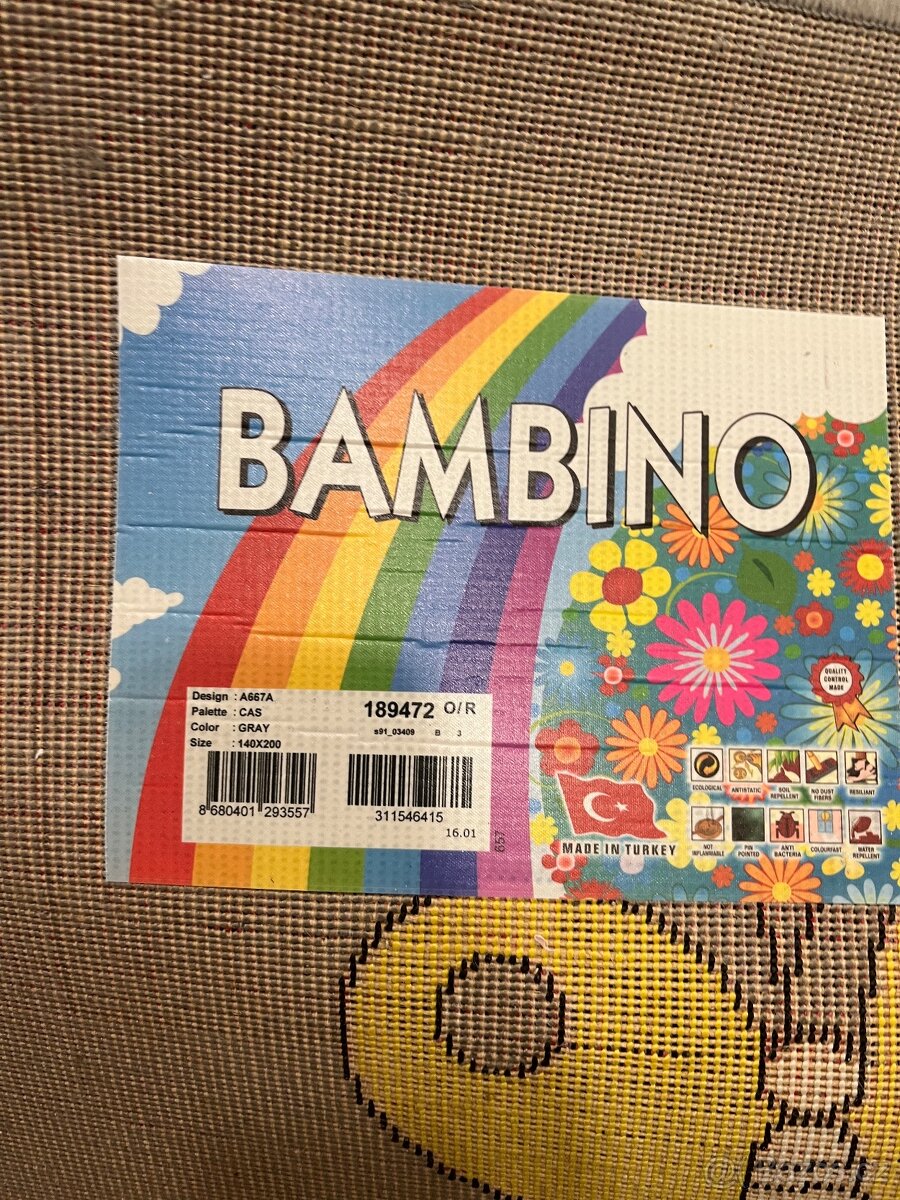 BAMBINO
Design : A667A
Palette : CAS
Color : GRAY
Size : 140X200
189472 O/R
s91_03409 B 3
8 680401 293557
311546415
16.01
657
QUALITY
CONTROL
MADE
ECOLOGICAL
ANTISTATIC
SOIL
REPELLENT
NO DUST
FIBERS
RESILIANT
NOT
INFLAMMABLE
PIN
POINTED
ANTI
BACTERIA
COLOURFAST
WATER
REPELLENT
MADE IN TURKEY